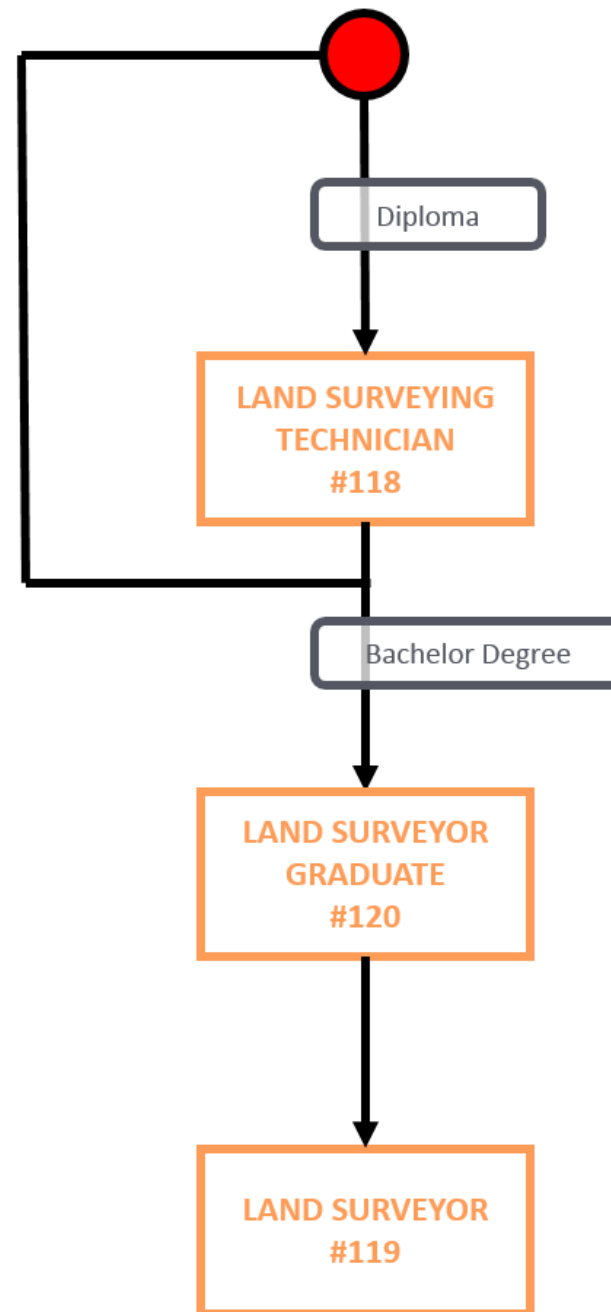 Diploma
LAND SURVEYING
TECHNICIAN
#118
Bachelor Degree
LAND SURVEYOR
GRADUATE
#120
LAND SURVEYOR
#119